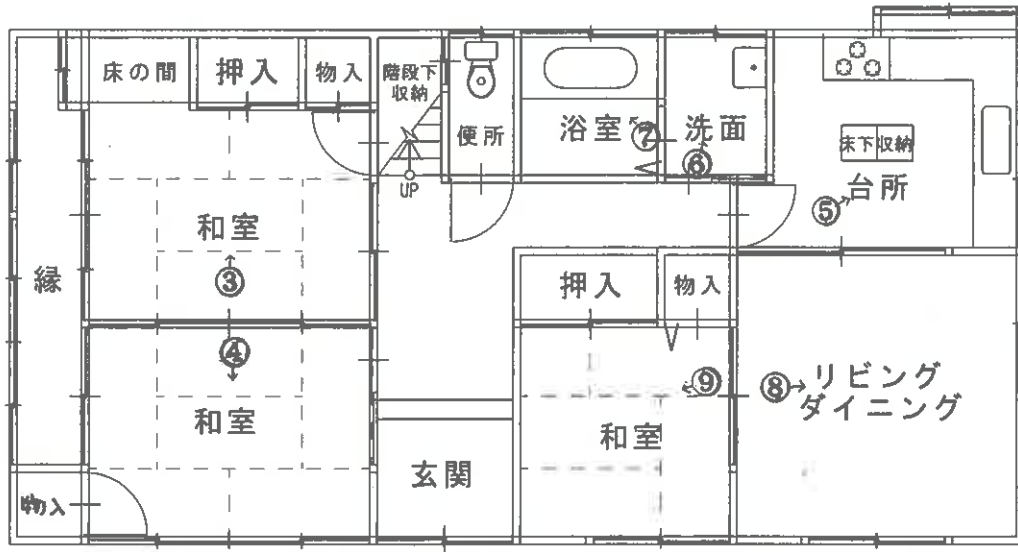 床の間
押入
物入
階段下
収納
便所
浴室
⑦
洗面
⑥
床下収納
台所
⑤
UP
和室
③
縁
押入
物入
④
和室
⑨
⑧
リビング
ダイニング
和室
玄関
物入